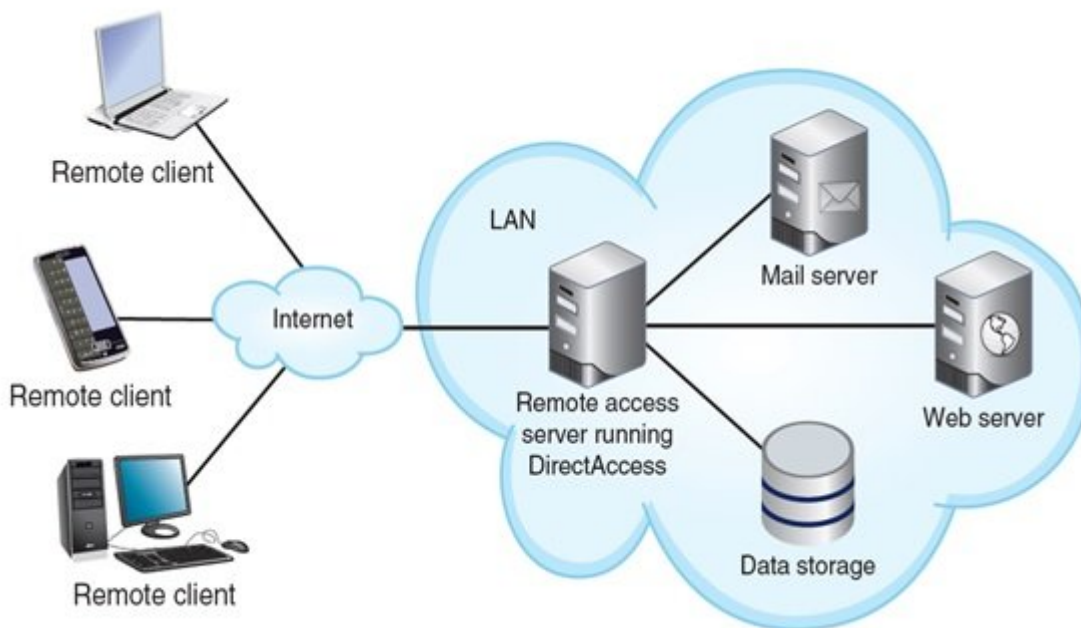 Remote client
LAN
Mail server
Internet
Remote client
Remote access
server running
DirectAccess
Web server
Data storage
Remote client